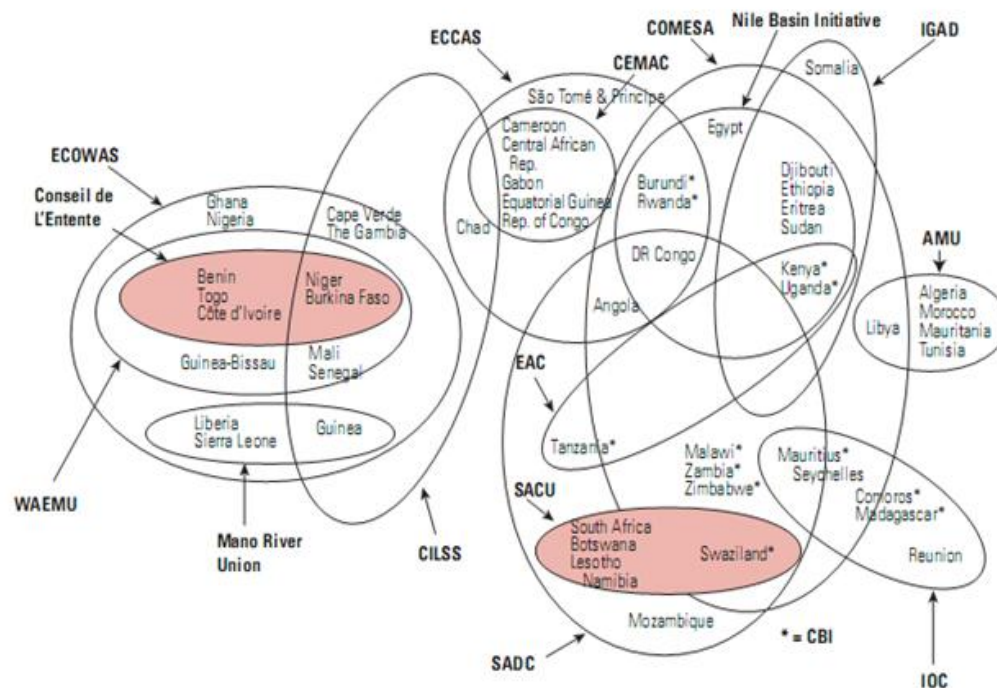 Nile Basin Initiative
COMESA
IGAD
ECCAS
CEMAC
Somalia
São Tomé & Principe
Cameroon
Central African
Rep.
Gabon
Equatorial Guinea
Rep. of Congo
Egypt
ECOWAS
Conseil de
L'Entente
Ghana
Nigeria
Cape Verde
The Gambia
Chad
Burundi*
Rwanda*
Djibouti
Ethiopia
Eritrea
Sudan
DR Congo
Kenya*
Uganda*
AMU
Benin
Togo
Côte d'Ivoire
Niger
Burkina Faso
Angola
Libya
Algeria
Morocco
Mauritania
Tunisia
Guinea-Bissau
Mali
Senegal
EAC
Liberia
Sierra Leone
Guinea
Tanzania*
Malawi*
Zambia*
Zimbabwe*
Mauritius*
Seychelles
Comoros*
Madagascar*
Reunion
WAEMU
Mano River
Union
CILSS
SACU
South Africa
Botswana
Lesotho
Namibia
Swaziland*
Mozambique
* = CBI
SADC
IOC